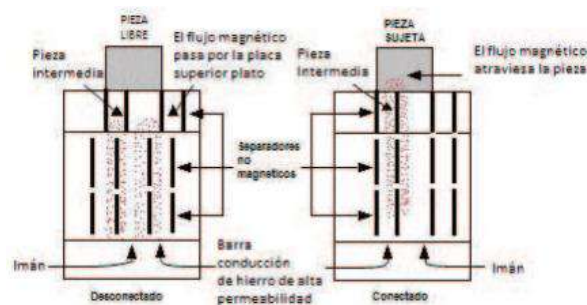 PIEZA
LIBRE
El flujo magnético
pasa por la placa
superior plato
Pieza
intermedia
PIEZA
SUJETA
El flujo magnético
atraviesa la pieza
Pieza
Intermedia
Separadores
no
magneticos
Imán
Barra
conducción
de hierro de alta
permeabilidad
Imán
Desconectado
Conectado